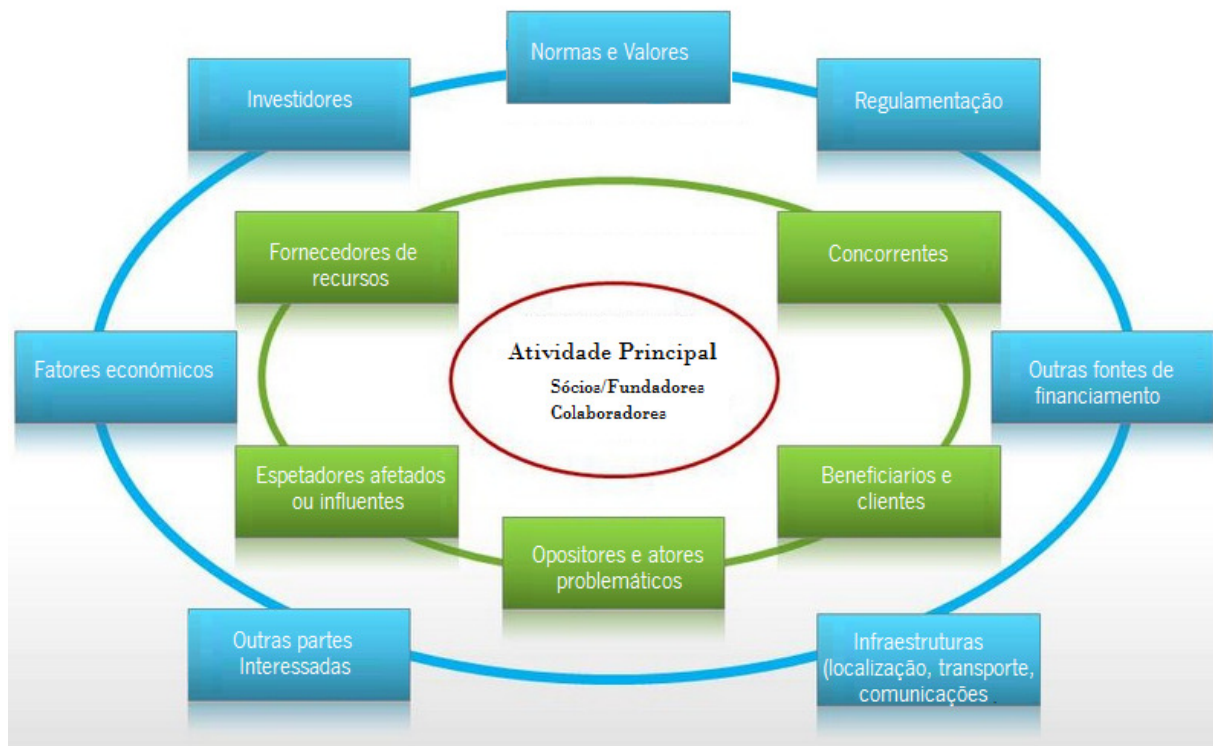 Normas e Valores
Investidores
Regulamentação
Fornecedores de
recursos
Concorrentes
Atividade Principal
Sócios/Fundadores
Colaboradores
Fatores económicos
Outras fontes de
financiamento
Espetadores afetados
ou influentes
Beneficiarios e
clientes
Opositores e atores
problemáticos
Outras partes
Interessadas
Infraestruturas
(localização, transporte,
comunicações .